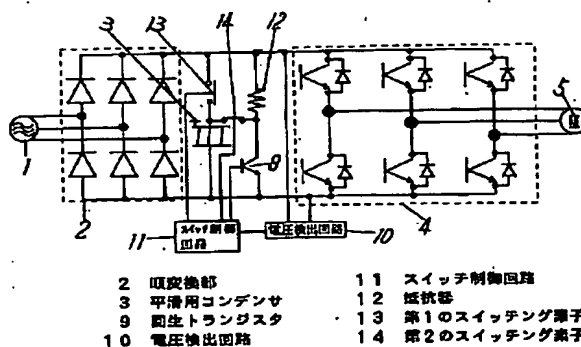 3
13
14
12
5
1
9
2
11
スイッチ制御
回路
電圧検出回路
10
4
2 順変換部
3 平滑用コンデンサ
9 回生トランジスタ
10 電圧検出回路
11 スイッチ制御回路
12 抵抗器
13 第1のスイッチング素子
14 第2のスイッチング素子